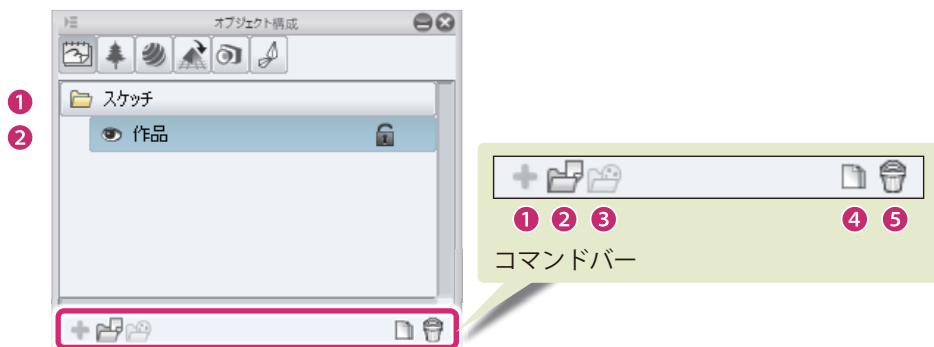 オブジェクト構成
❶ スケッチ
❷ 作品
❶ ❷ ❸ ❹ ❺
コマンドバー